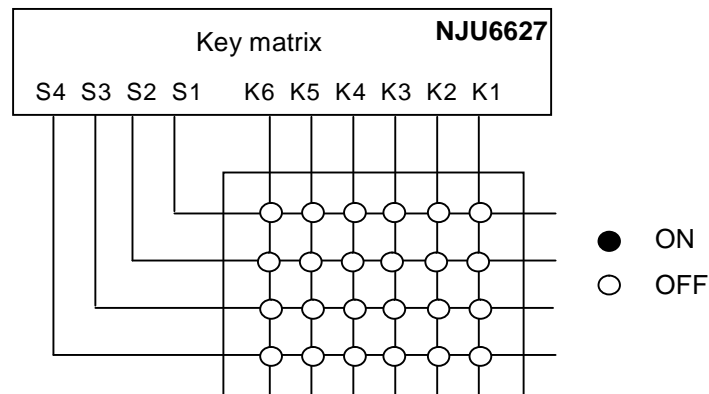 NJU6627
Key matrix
S4 S3 S2 S1 K6 K5 K4 K3 K2 K1
ON
OFF